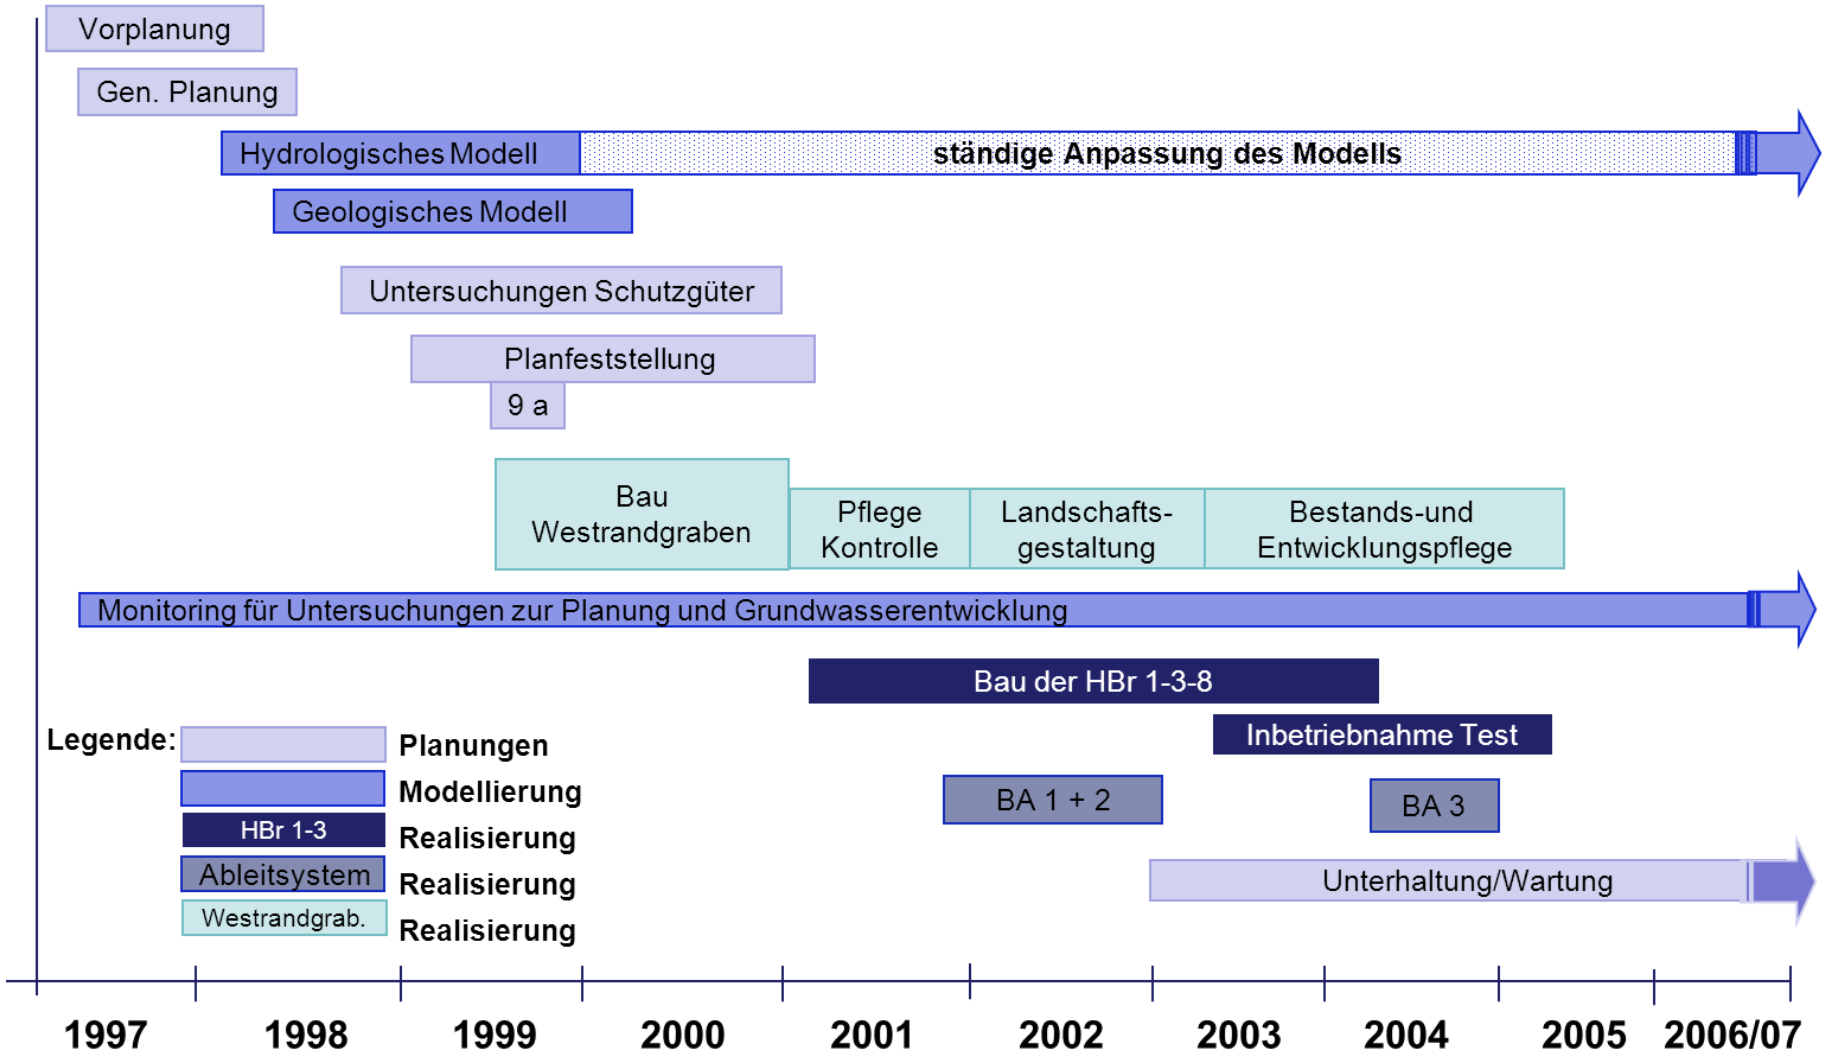 Vorplanung
Gen. Planung
Hydrologisches Modell
ständige Anpassung des Modells
Geologisches Modell
Untersuchungen Schutzgüter
Planfeststellung
9 a
Bau
Westrandgraben
Pflege
Kontrolle
Landschafts-
gestaltung
Bestands-und
Entwicklungspflege
Monitoring für Untersuchungen zur Planung und Grundwasserentwicklung
Bau der HBr 1-3-8
Inbetriebnahme Test
BA 1 + 2
BA 3
Unterhaltung/Wartung
Legende:
Planungen
Modellierung
HBr 1-3 Realisierung
Ableitsystem Realisierung
Westrandgrab. Realisierung
1997 1998 1999 2000 2001 2002 2003 2004 2005 2006/07